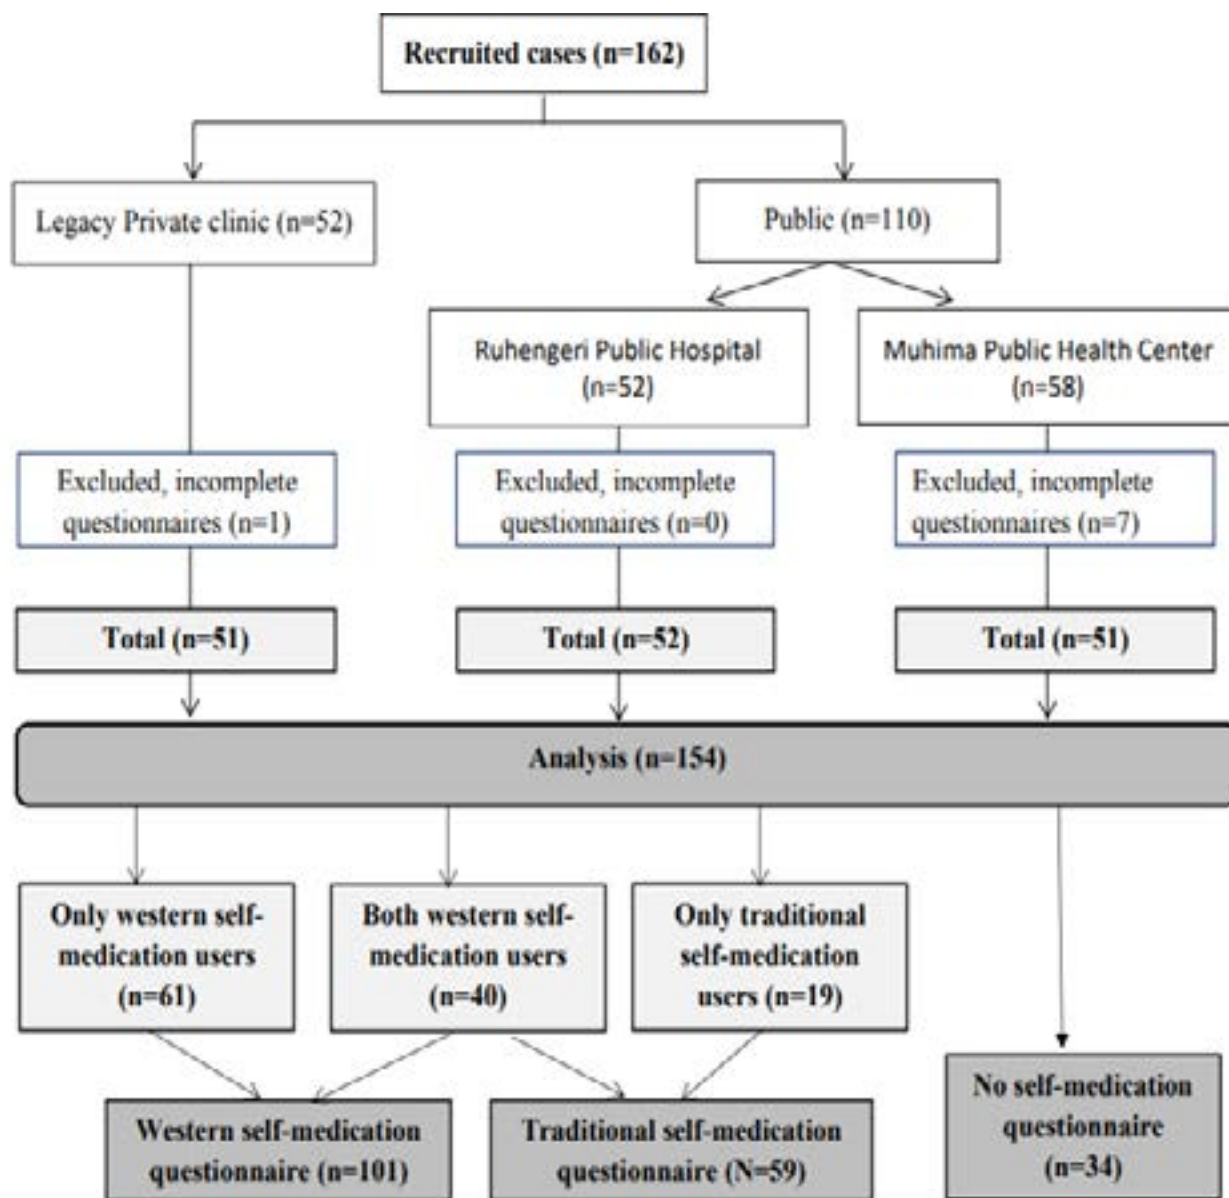 Recruited cases (n=162)
Legacy Private clinic (n=52)
Public (n=110)
Ruhengeri Public Hospital
(n=52)
Muhima Public Health Center
(n=58)
Excluded, incomplete
questionnaires (n=1)
Excluded, incomplete
questionnaires (n=0)
Excluded, incomplete
questionnaires (n=7)
Total (n=51)
Total (n=52)
Total (n=51)
Analysis (n=154)
Only western self-
medication users
(n=61)
Both western self-
medication users
(n=40)
Only traditional
self-medication
users (n=19)
No self-medication
questionnaire
(n=34)
Western self-medication
questionnaire (n=101)
Traditional self-medication
questionnaire (N=59)